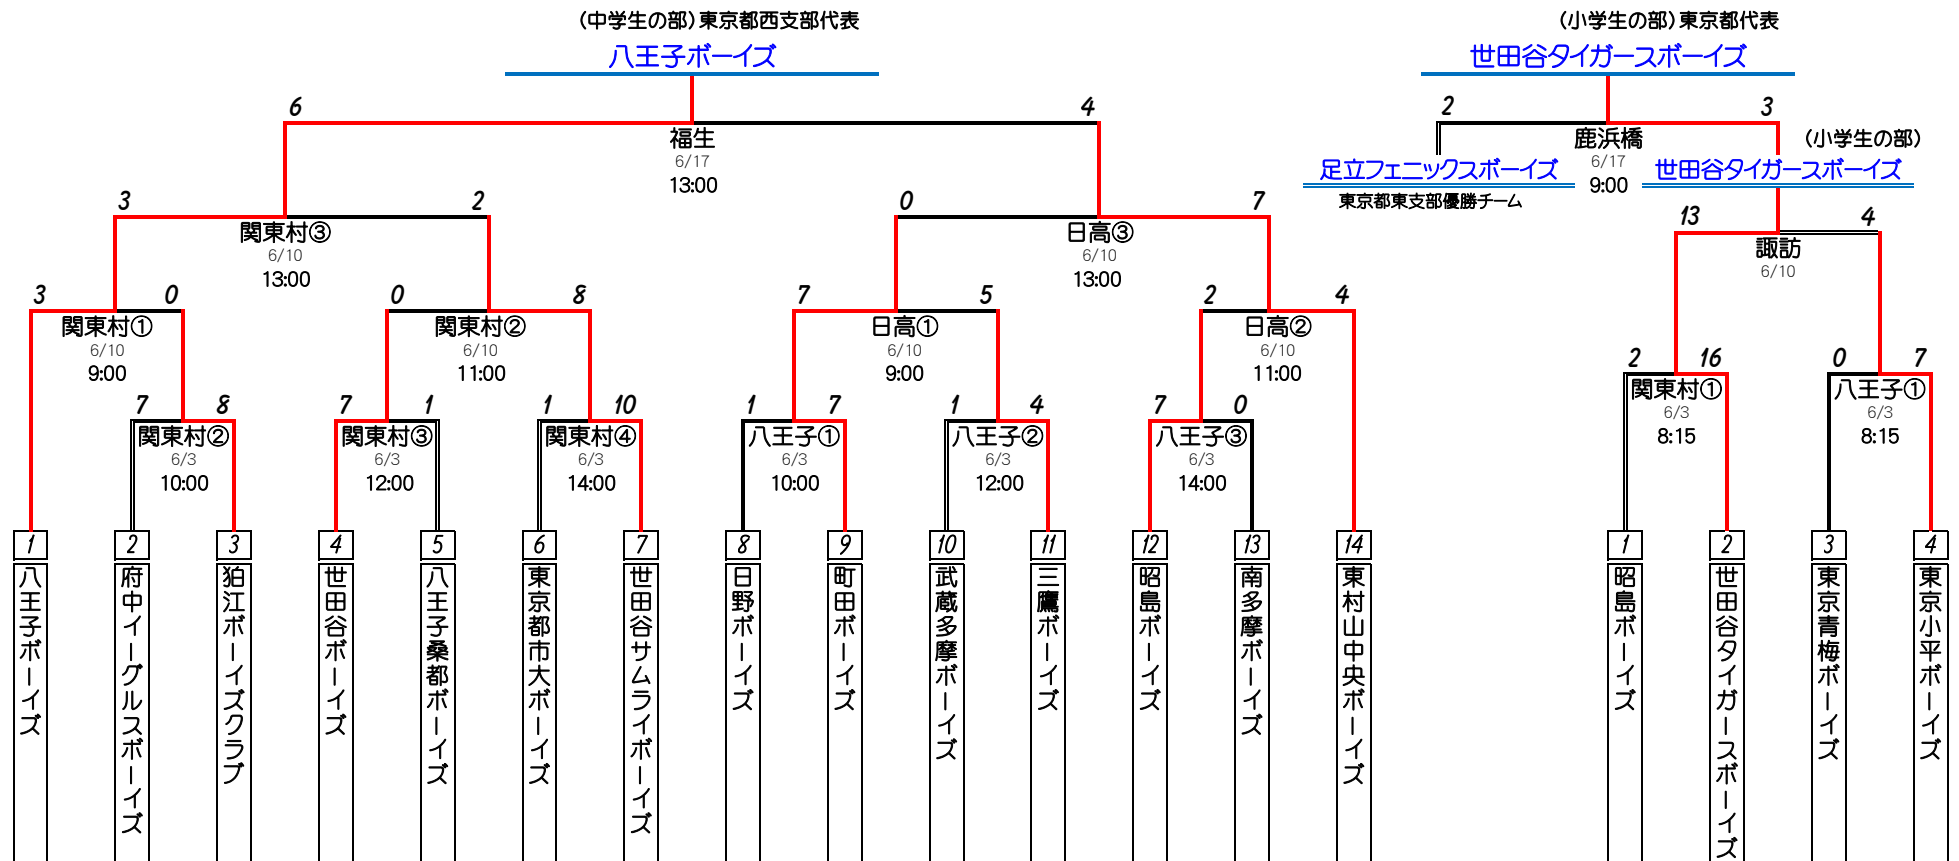 (中学生の部)東京都西支部代表
八王子ボーイズ
6
4
福生
6/17
13:00
3
2
関東村③
6/10
13:00
0
7
日高③
6/10
13:00
3
0
関東村①
6/10
9:00
0
8
関東村②
6/10
11:00
7
5
日高①
6/10
9:00
2
4
日高②
6/10
11:00
7
8
関東村②
6/3
10:00
7
1
関東村③
6/3
12:00
1
10
関東村④
6/3
14:00
1
7
八王子①
6/3
10:00
1
4
八王子②
6/3
12:00
7
0
八王子③
6/3
14:00
1
八王子ボーイズ
2
府中イーグルスボーイズ
3
狛江ボーイズクラブ
4
世田谷ボーイズ
5
八王子桑都ボーイズ
6
東京都市大ボーイズ
7
世田谷サムライボーイズ
8
日野ボーイズ
9
町田ボーイズ
10
武蔵多摩ボーイズ
11
三鷹ボーイズ
12
昭島ボーイズ
13
南多摩ボーイズ
14
東村山中央ボーイズ
(小学生の部)東京都代表
世田谷タイガースボーイズ
2
3
鹿浜橋
6/17
9:00
足立フェニックスボーイズ
東京都東支部優勝チーム
(小学生の部)
世田谷タイガースボーイズ
13
4
諏訪
6/10
2
16
関東村①
6/3
8:15
0
7
八王子①
6/3
8:15
1
昭島ボーイズ
2
世田谷タイガースボーイズ
3
東京青梅ボーイズ
4
東京小平ボーイズ